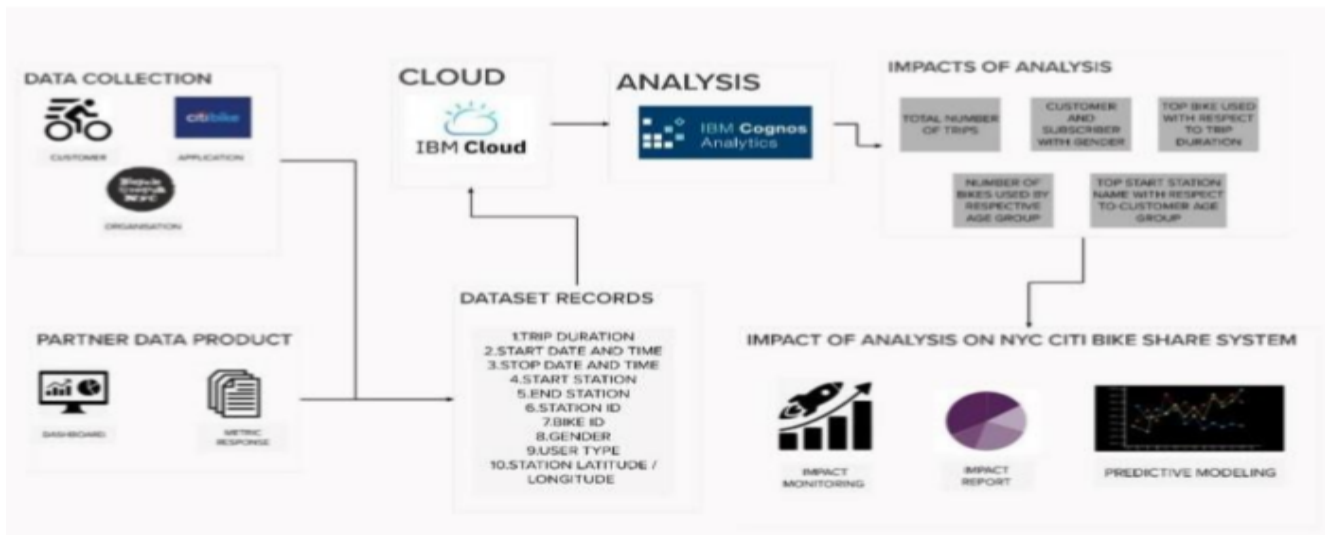 DATA COLLECTION
citibike
CUSTOMER
APPLICATION
ORGANISATION
PARTNER DATA PRODUCT
DASHBOARD
METRIC
RESPONSE
CLOUD
IBM Cloud
DATASET RECORDS
1.TRIP DURATION
2.START DATE AND TIME
3.STOP DATE AND TIME
4.START STATION
5.END STATION
6.STATION ID
7.BIKE ID
8.GENDER
9.USER TYPE
10.STATION LATITUDE /
LONGITUDE
ANALYSIS
IBM Cognos
Analytics
IMPACTS OF ANALYSIS
TOTAL NUMBER
OF TRIPS
CUSTOMER
AND
SUBSCRIBER
WITH GENDER
TOP BIKE USED
WITH RESPECT
TO TRIP
DURATION
NUMBER OF
BIKES USED BY
RESPECTIVE
AGE GROUP
TOP START STATION
NAME WITH RESPECT
TO CUSTOMER AGE
GROUP
IMPACT OF ANALYSIS ON NYC CITI BIKE SHARE SYSTEM
IMPACT
MONITORING
IMPACT
REPORT
PREDICTIVE MODELING